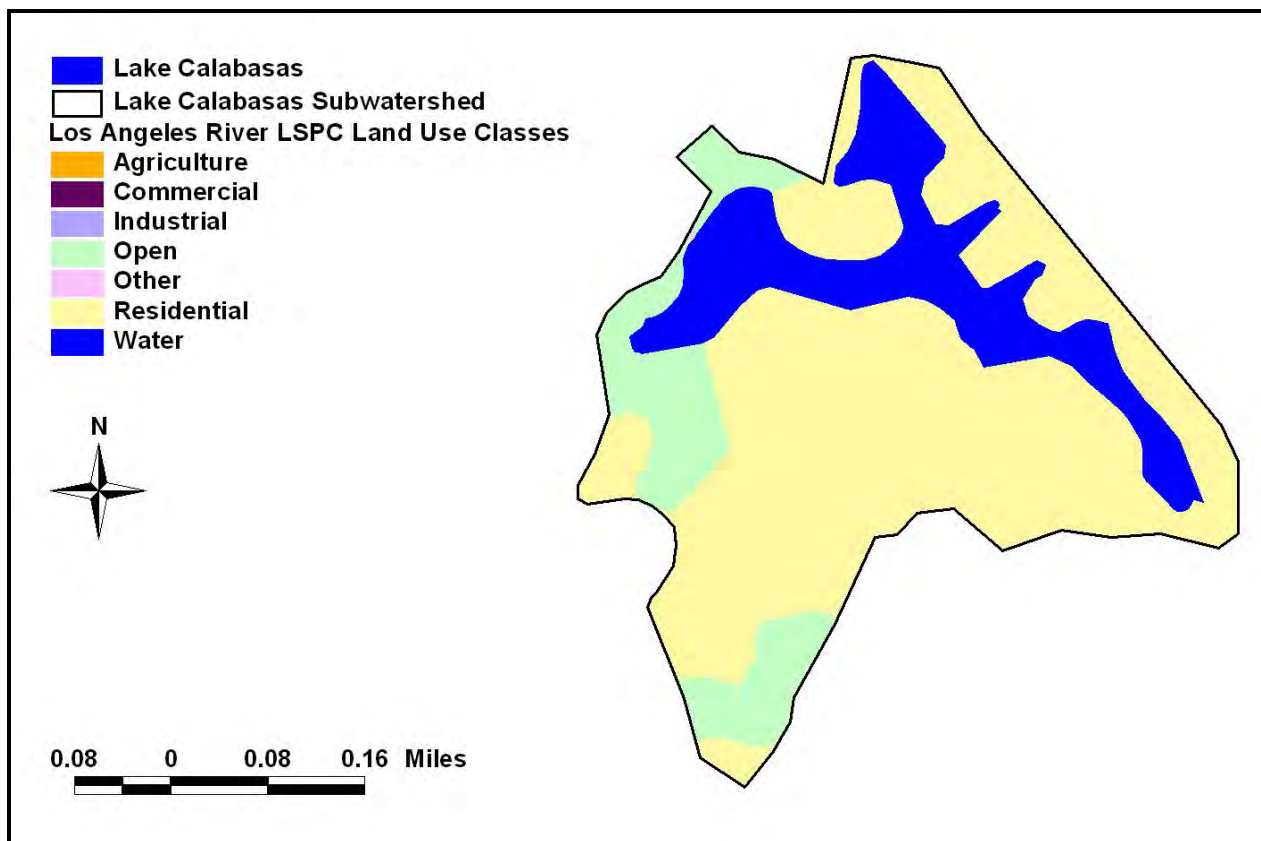 Lake Calabasas
Lake Calabasas Subwatershed
Los Angeles River LSPC Land Use Classes
Agriculture
Commercial
Industrial
Open
Other
Residential
Water
N
0.08 0 0.08 0.16 Miles